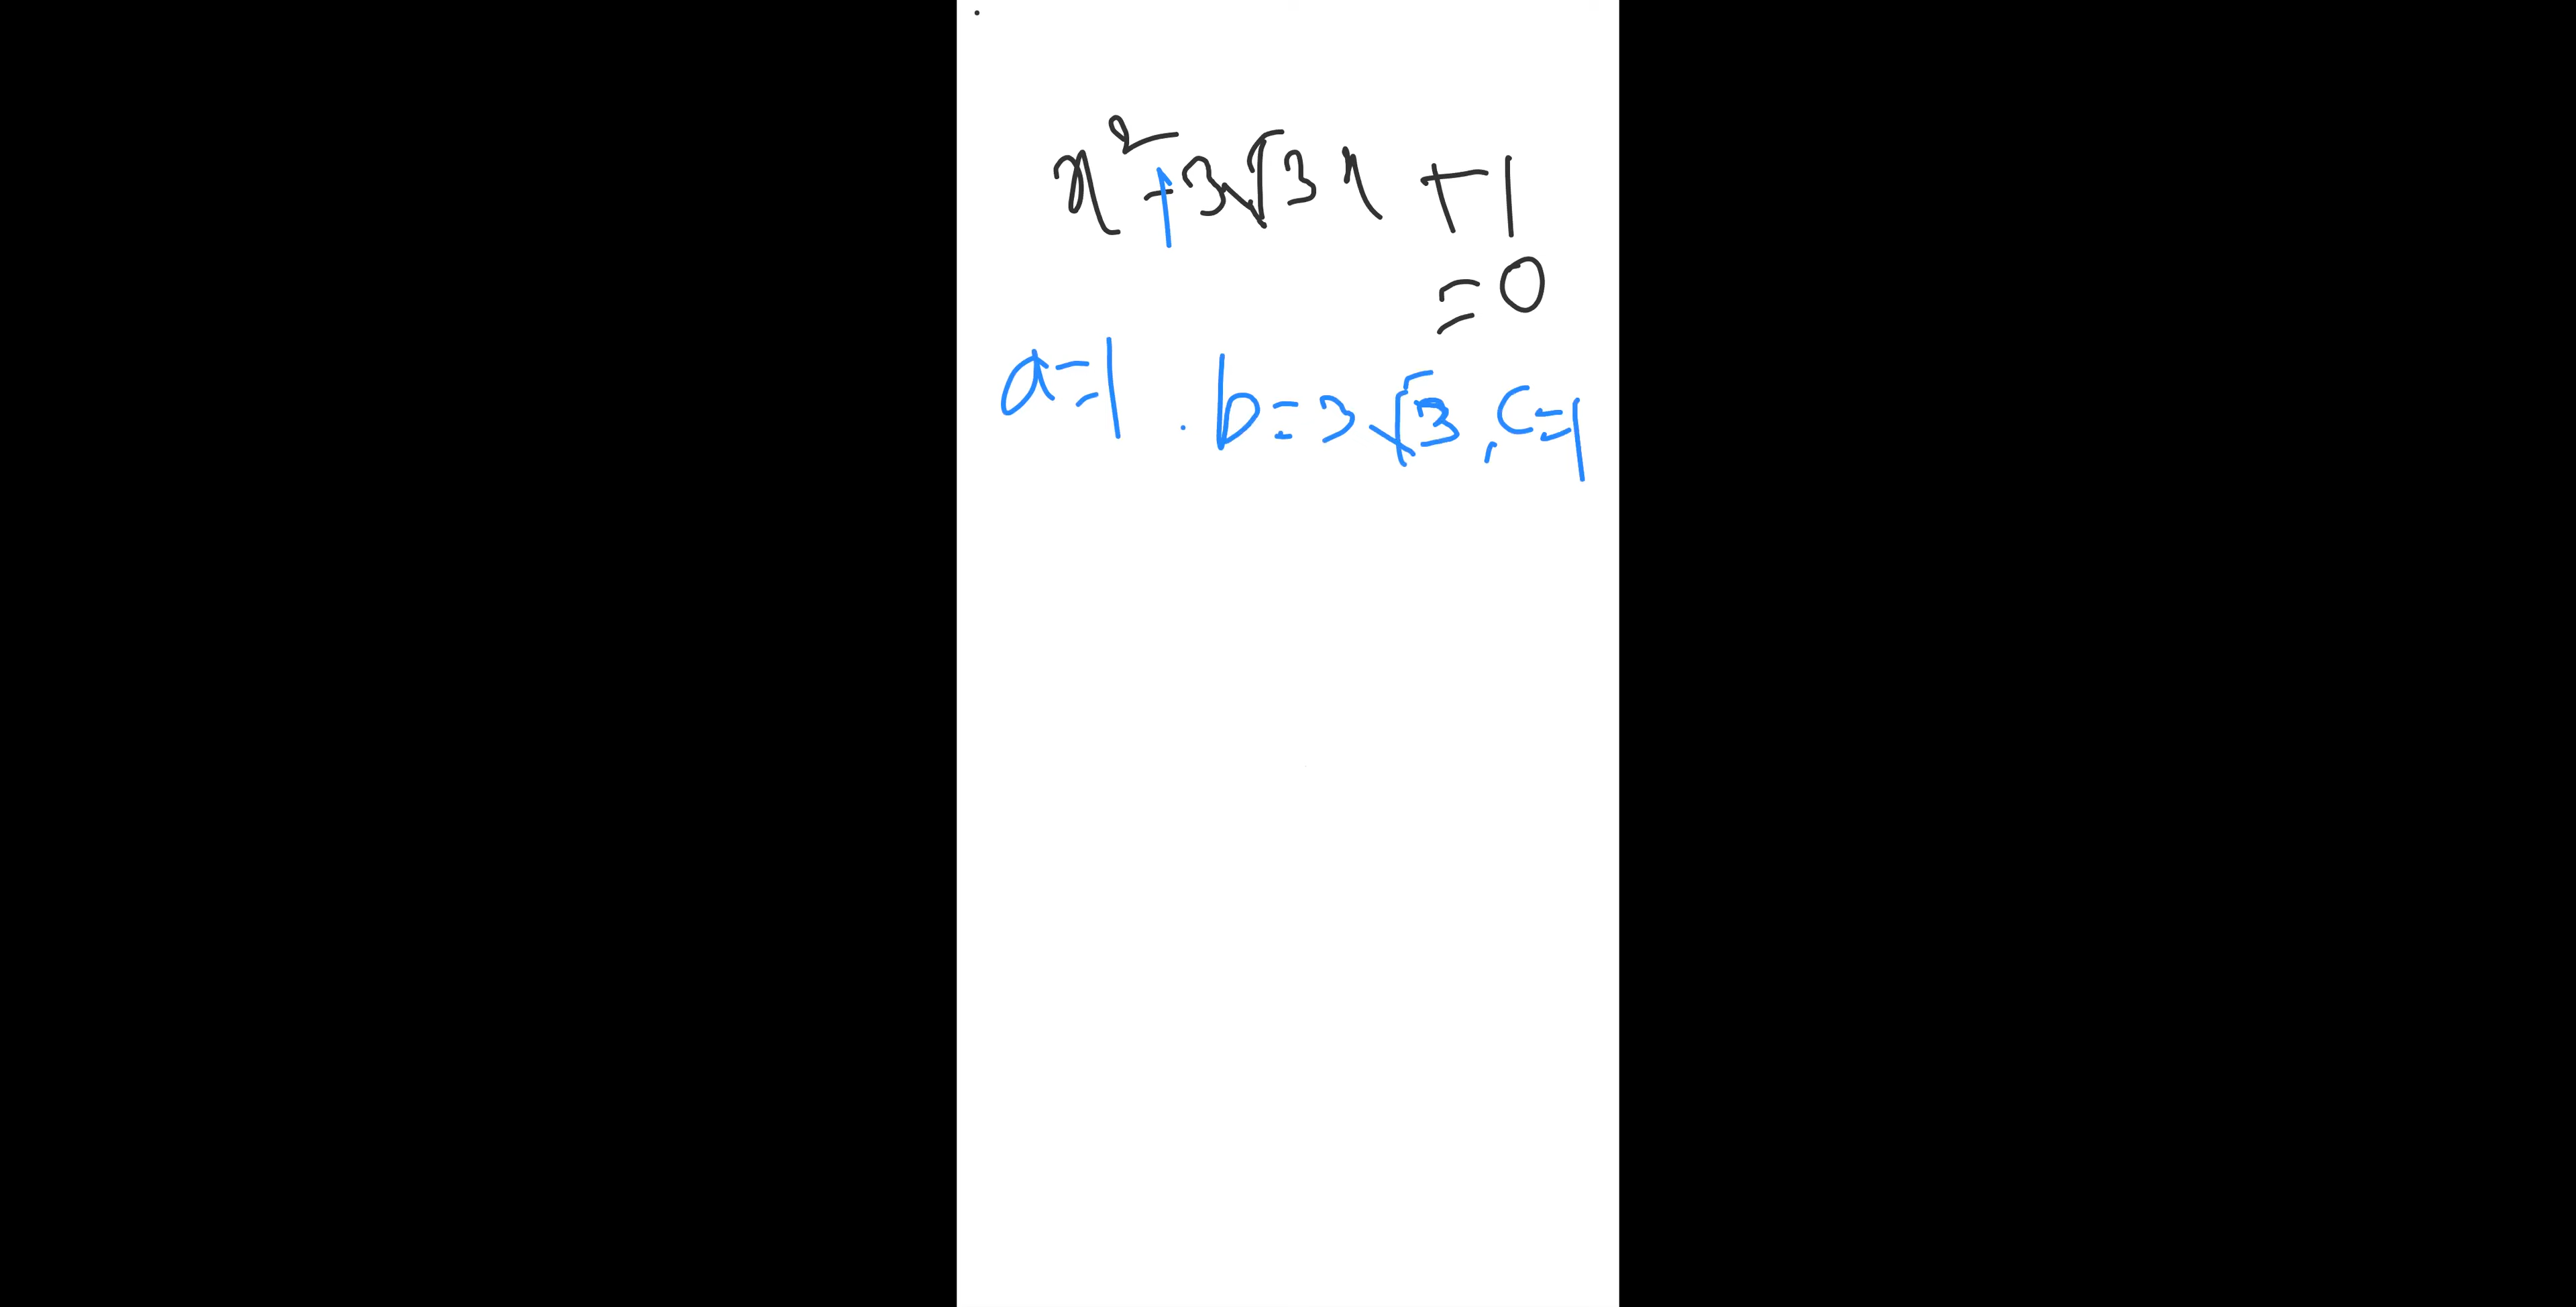 x² + 3√3x + 1
= 0
a = 1. b = 3√3, c = 1